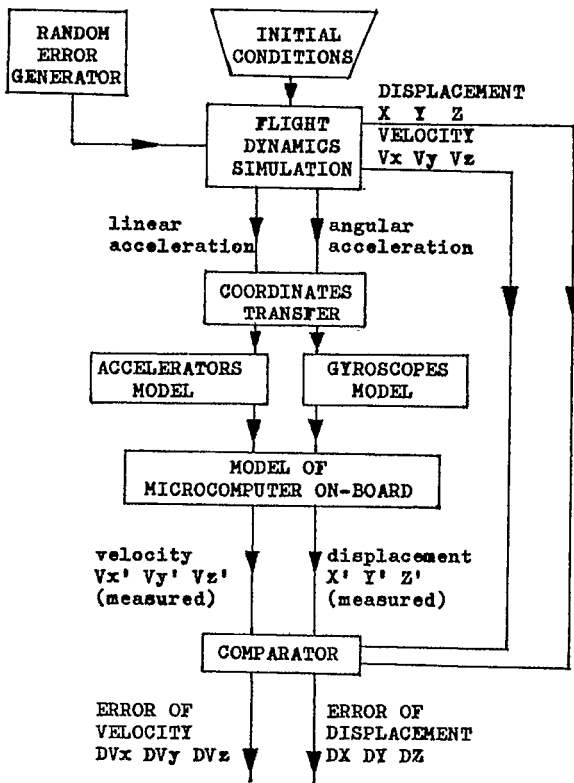 RANDOM
ERROR
GENERATOR
INITIAL
CONDITIONS
FLIGHT
DYNAMICS
SIMULATION
DISPLACEMENT
X Y Z
VELOCITY
Vx Vy Vz
linear
acceleration
angular
acceleration
COORDINATES
TRANSFER
ACCELERATORS
MODEL
GYROSCOPES
MODEL
MODEL OF
MICROCOMPUTER ON-BOARD
velocity
Vx' Vy' Vz'
(measured)
displacement
X' Y' Z'
(measured)
COMPARATOR
ERROR OF
VELOCITY
DVx DVy DVz
ERROR OF
DISPLACEMENT
DX DY DZ